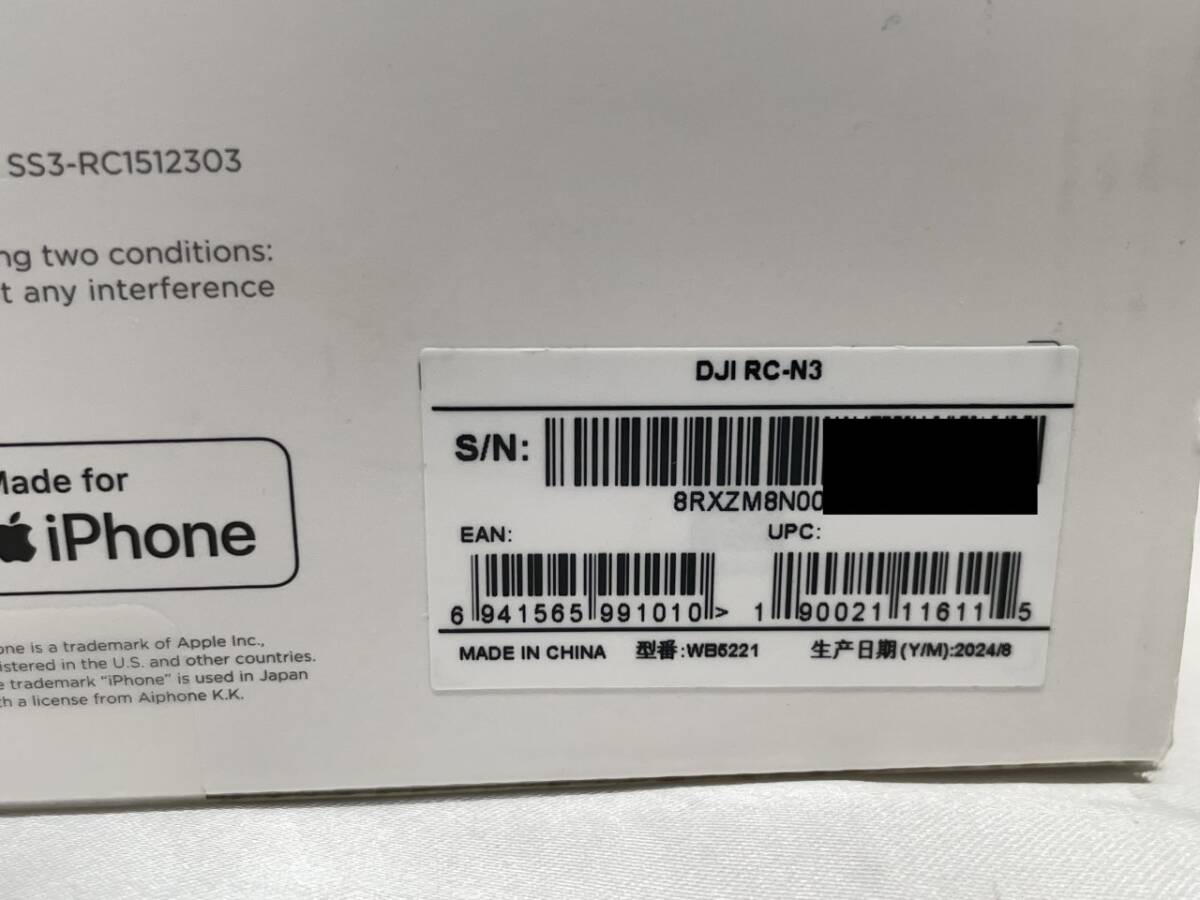 SS3-RC1512303
ng two conditions:
t any interference
Made for
iPhone
one is a trademark of Apple Inc.,
istered in the U.S. and other countries.
e trademark "iPhone" is used in Japan
th a license from Aiphone K.K.
DJI RC-N3
S/N:
8RXZM8N00
EAN: UPC:
6 941565 991010 > 1 90021 11611 5
MADE IN CHINA 型番:WB5221 生产日期(Y/M):2024/8